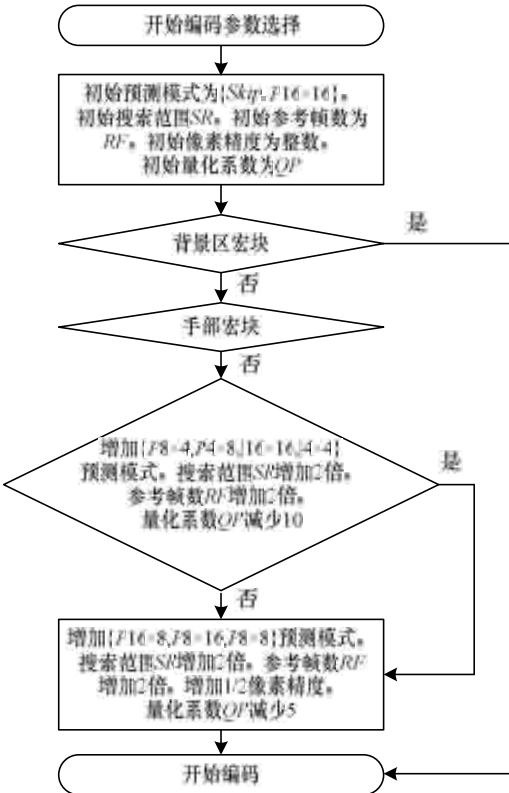 开始编码参数选择
初始预测模式为{Skip,P16×16}。
初始搜索范围SR。初始参考帧数为
RF。初始像素精度为整数。
初始量化系数为QP
背景区宏块
是
否
手部宏块
否
增加{P8×4,P4×8,I16×16,I4×4}
预测模式。搜索范围SR增加2倍。
参考帧数RF增加2倍。
量化系数QP减少10
是
否
增加{P16×8,P8×16,P8×8}预测模式。
搜索范围SR增加2倍。参考帧数RF
增加2倍。增加1/2像素精度。
量化系数QP减少5
开始编码